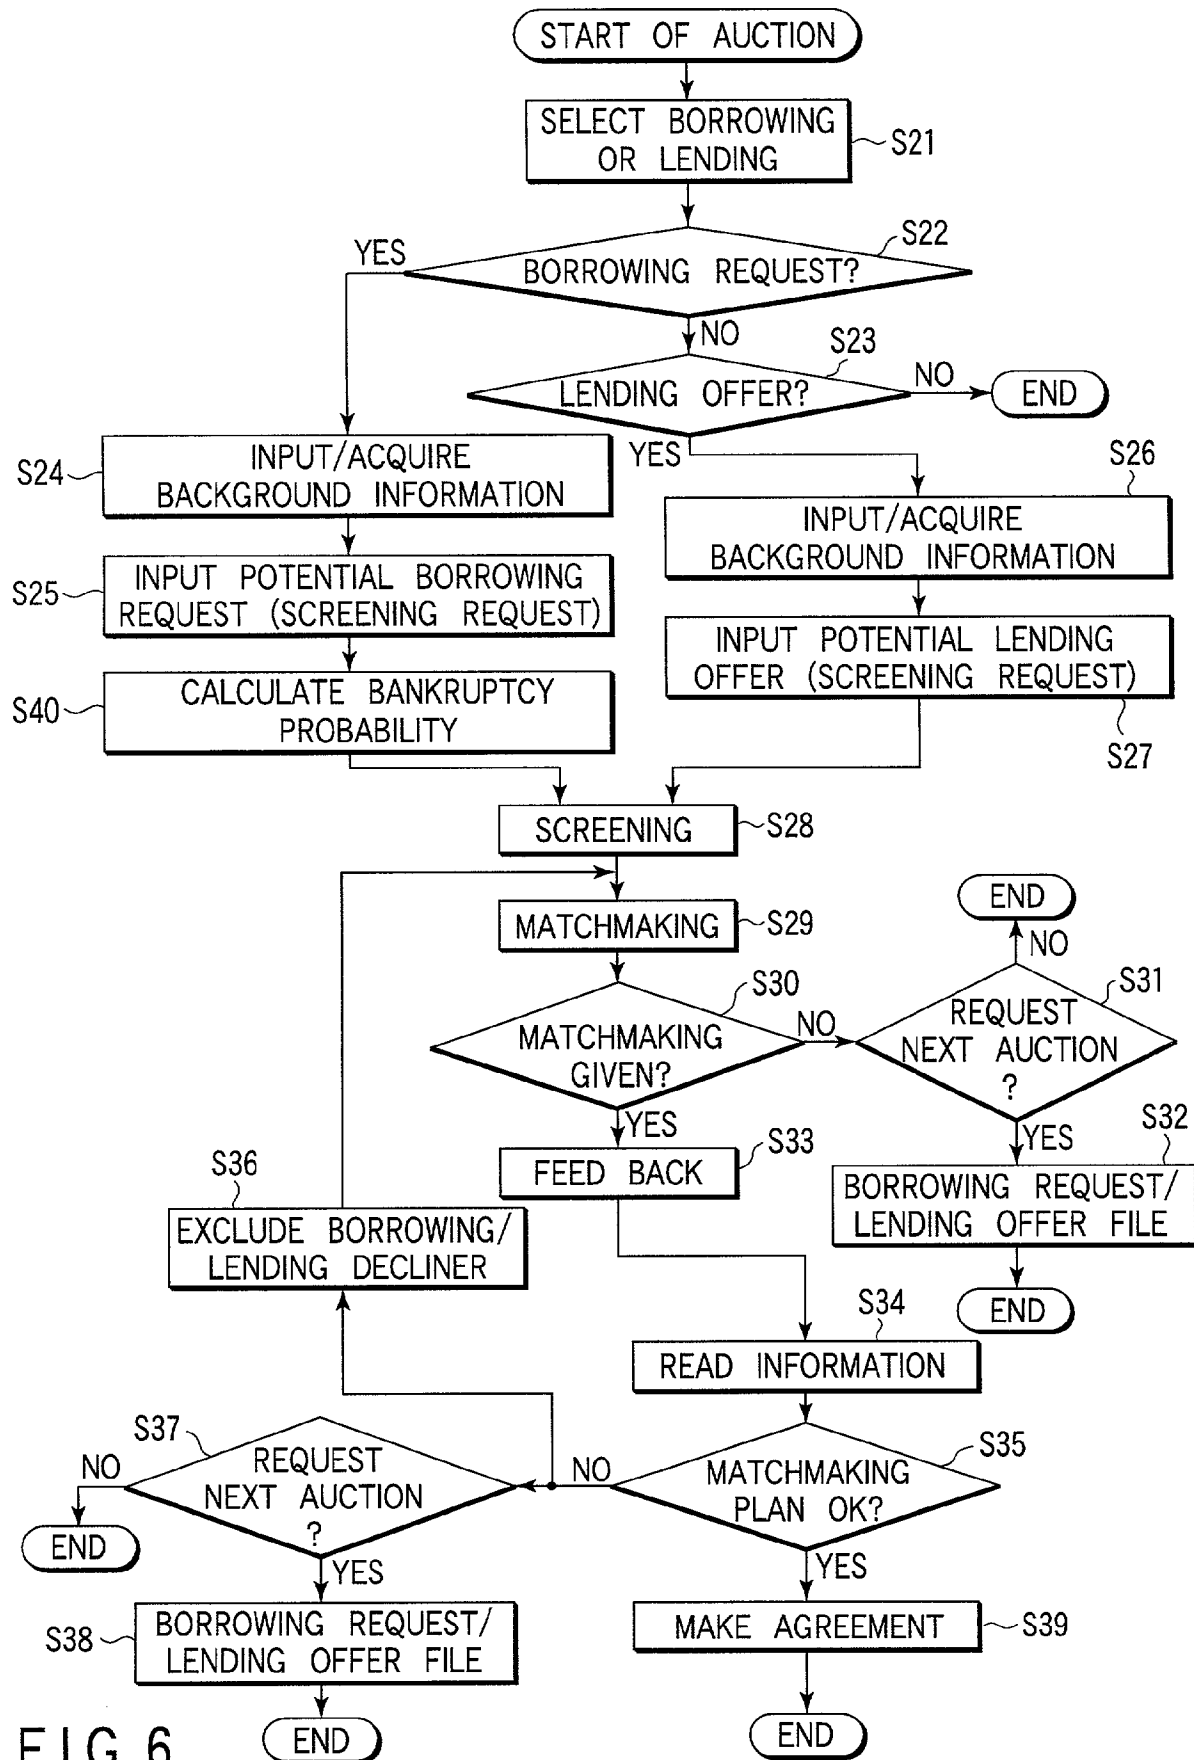 START OF AUCTION
SELECT BORROWING
OR LENDING
S21
S22
YES
BORROWING REQUEST?
NO
S23
LENDING OFFER?
NO
END
YES
S24
INPUT/ACQUIRE
BACKGROUND INFORMATION
S26
INPUT/ACQUIRE
BACKGROUND INFORMATION
S25
INPUT POTENTIAL BORROWING
REQUEST (SCREENING REQUEST)
INPUT POTENTIAL LENDING
OFFER (SCREENING REQUEST)
S27
S40
CALCULATE BANKRUPTCY
PROBABILITY
SCREENING
S28
MATCHMAKING
S29
S30
MATCHMAKING
GIVEN?
NO
END
NO
S31
REQUEST
NEXT AUCTION
?
YES
S32
BORROWING REQUEST/
LENDING OFFER FILE
END
YES
S33
FEED BACK
S36
EXCLUDE BORROWING/
LENDING DECLINER
S34
READ INFORMATION
S35
MATCHMAKING
PLAN OK?
NO
S37
REQUEST
NEXT AUCTION
?
NO
END
YES
S38
BORROWING REQUEST/
LENDING OFFER FILE
END
YES
MAKE AGREEMENT
S39
END
FIG. 6